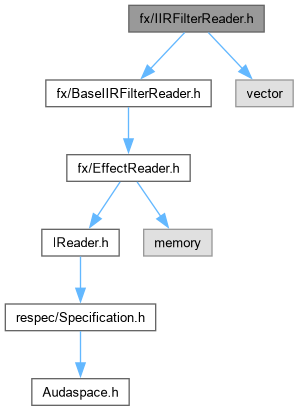 fx/IIRFilterReader.h
fx/BaseIIRFilterReader.h
vector
fx/EffectReader.h
IReader.h
memory
respec/Specification.h
Audaspace.h